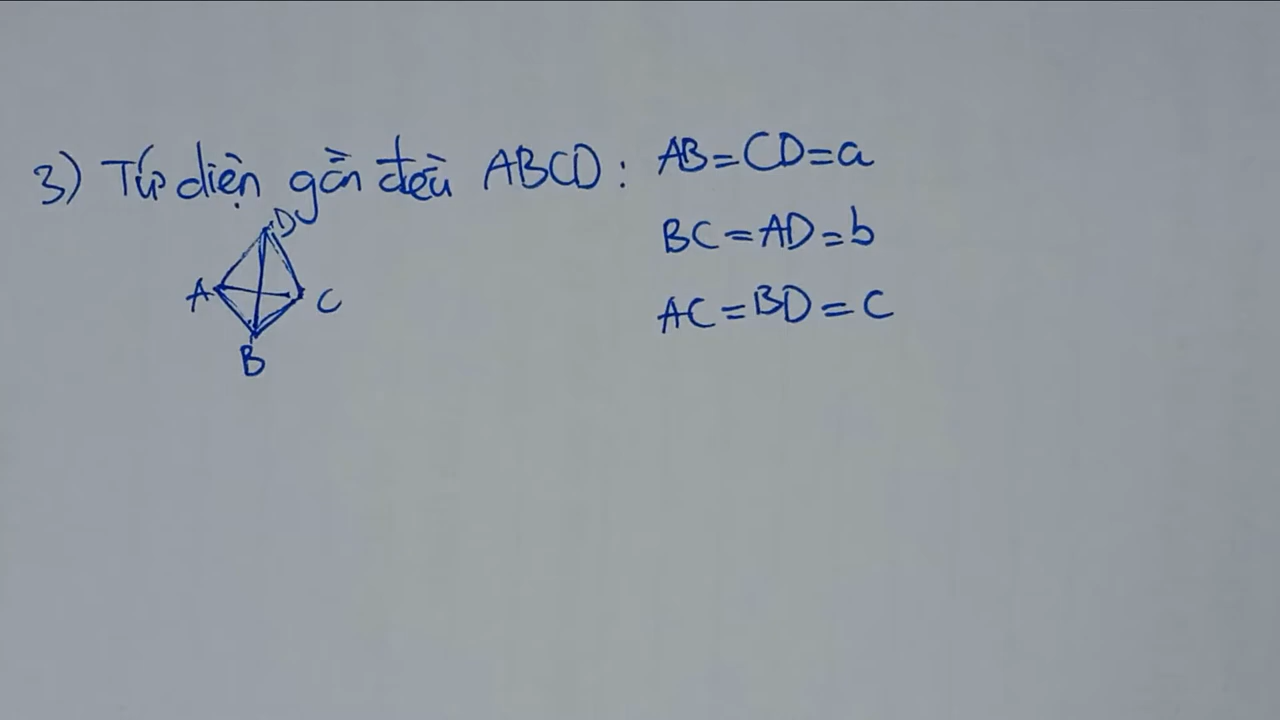 3) Tứ diện gần đều ABCD: AB=CD=a
BC=AD=b
AC=BD=c
D
A
C
B